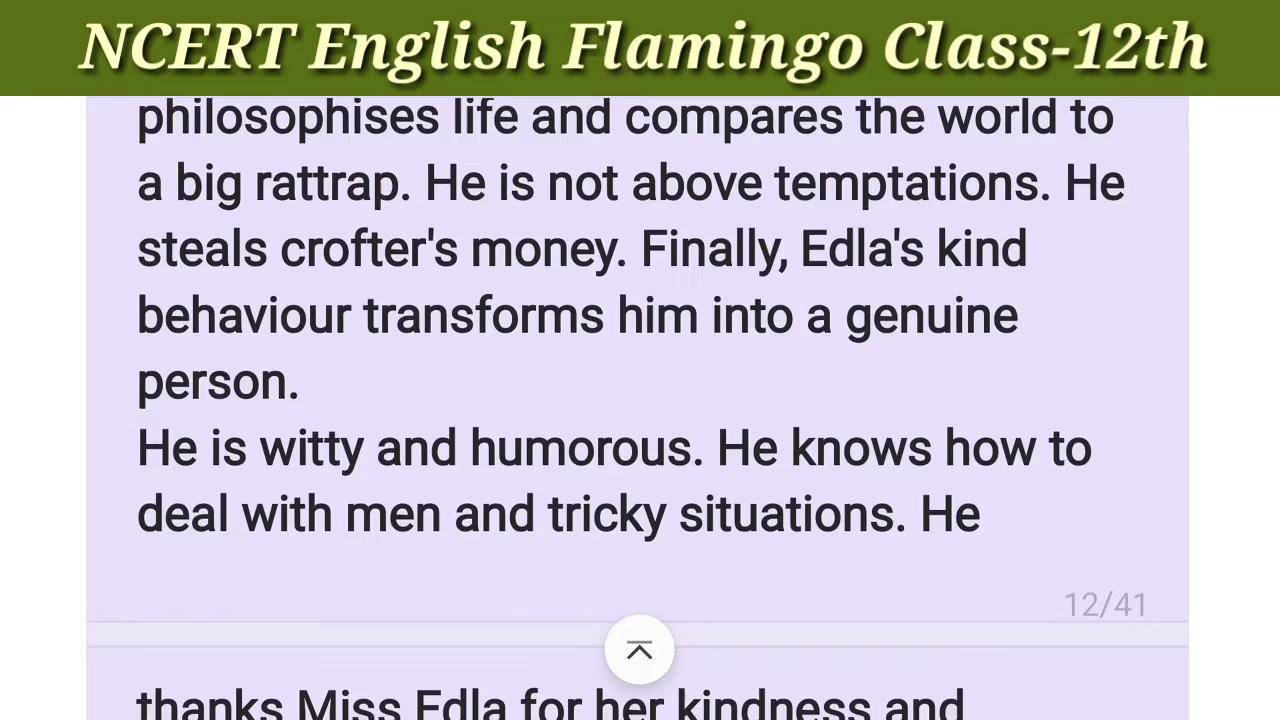 NCERT English Flamingo Class-12th
philosophises life and compares the world to
a big rattrap. He is not above temptations. He
steals crofter's money. Finally, Edla's kind
behaviour transforms him into a genuine
person.
He is witty and humorous. He knows how to
deal with men and tricky situations. He
12/41
thanks Miss Edla for her kindness and